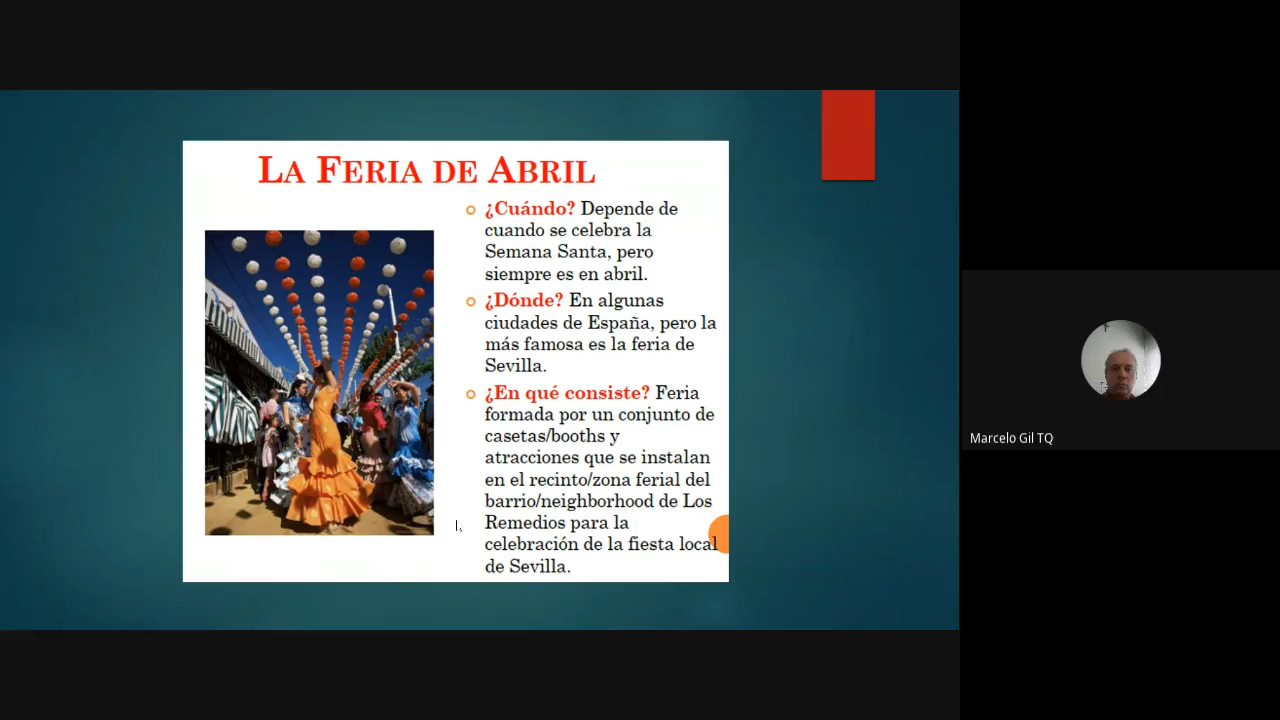 LA FERIA DE ABRIL
¿Cuándo? Depende de
cuando se celebra la
Semana Santa, pero
siempre es en abril.
¿Dónde? En algunas
ciudades de España, pero la
más famosa es la feria de
Sevilla.
¿En qué consiste? Feria
formada por un conjunto de
casetas/booths y
atracciones que se instalan
en el recinto/zona ferial del
barrio/neighborhood de Los
Remedios para la
celebración de la fiesta local
de Sevilla.
Marcelo Gil TQ